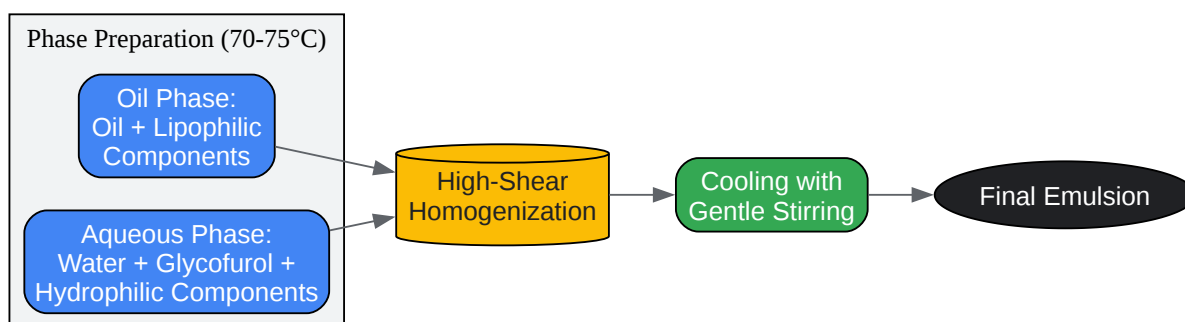 Phase Preparation (70-75°C)
Oil Phase:
Oil + Lipophilic
Components
Aqueous Phase:
Water + Glycofurol +
Hydrophilic Components
High-Shear
Homogenization
Cooling with
Gentle Stirring
Final Emulsion